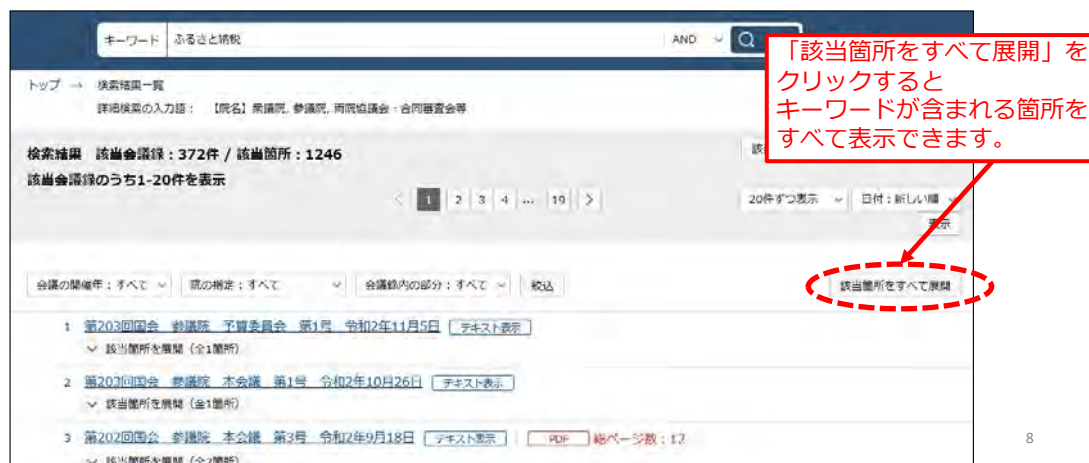 キーワード ふるさと納税 AND
「該当箇所をすべて展開」を
クリックすると
キーワードが含まれる箇所を
すべて表示できます。
トップ → 検索結果一覧
詳細検索の入力語： 【院名】衆議院, 参議院, 両院協議会・合同審査会等
検索結果 該当会議録：372件 / 該当箇所：1246
該当会議録のうち1-20件を表示
< 1 2 3 4 ... 19 >
20件ずつ表示 日付：新しい順
表示
会議の開催年：すべて 院の指定：すべて 会議録内の部分：すべて 絞込 該当箇所をすべて展開
1 第203回国会 参議院 予算委員会 第1号 令和2年11月5日 テキスト表示
該当箇所を展開（全1箇所）
2 第203回国会 参議院 本会議 第1号 令和2年10月26日 テキスト表示
該当箇所を展開（全1箇所）
3 第202回国会 参議院 本会議 第3号 令和2年9月18日 テキスト表示 PDF 総ページ数：12
該当箇所を展開（全2箇所）
8